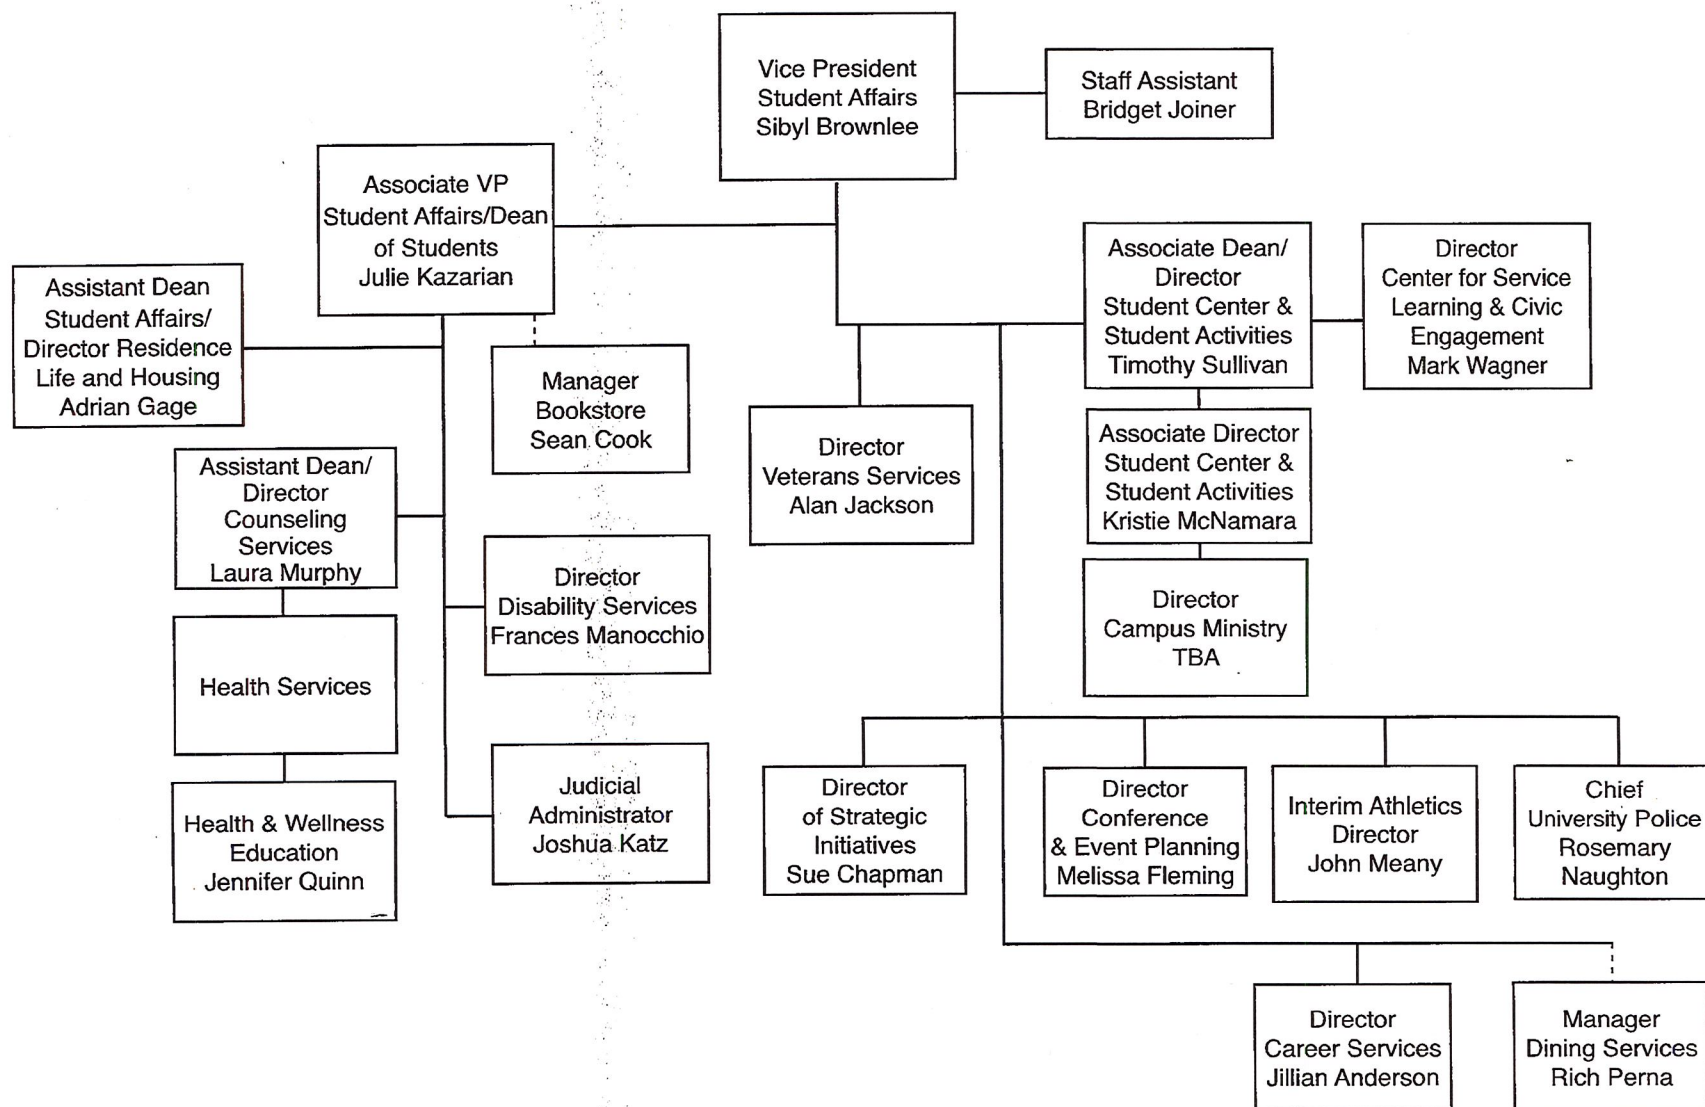 Vice President
Student Affairs
Sibyl Brownlee
Staff Assistant
Bridget Joiner
Associate VP
Student Affairs/Dean
of Students
Julie Kazarian
Associate Dean/
Director
Student Center &
Student Activities
Timothy Sullivan
Director
Center for Service
Learning & Civic
Engagement
Mark Wagner
Assistant Dean
Student Affairs/
Director Residence
Life and Housing
Adrian Gage
Manager
Bookstore
Sean Cook
Director
Veterans Services
Alan Jackson
Associate Director
Student Center &
Student Activities
Kristie McNamara
Assistant Dean/
Director
Counseling
Services
Laura Murphy
Director
Disability Services
Frances Manocchio
Director
Campus Ministry
TBA
Health Services
Judicial
Administrator
Joshua Katz
Health & Wellness
Education
Jennifer Quinn
Director
of Strategic
Initiatives
Sue Chapman
Director
Conference
& Event Planning
Melissa Fleming
Interim Athletics
Director
John Meany
Chief
University Police
Rosemary
Naughton
Director
Career Services
Jillian Anderson
Manager
Dining Services
Rich Perna